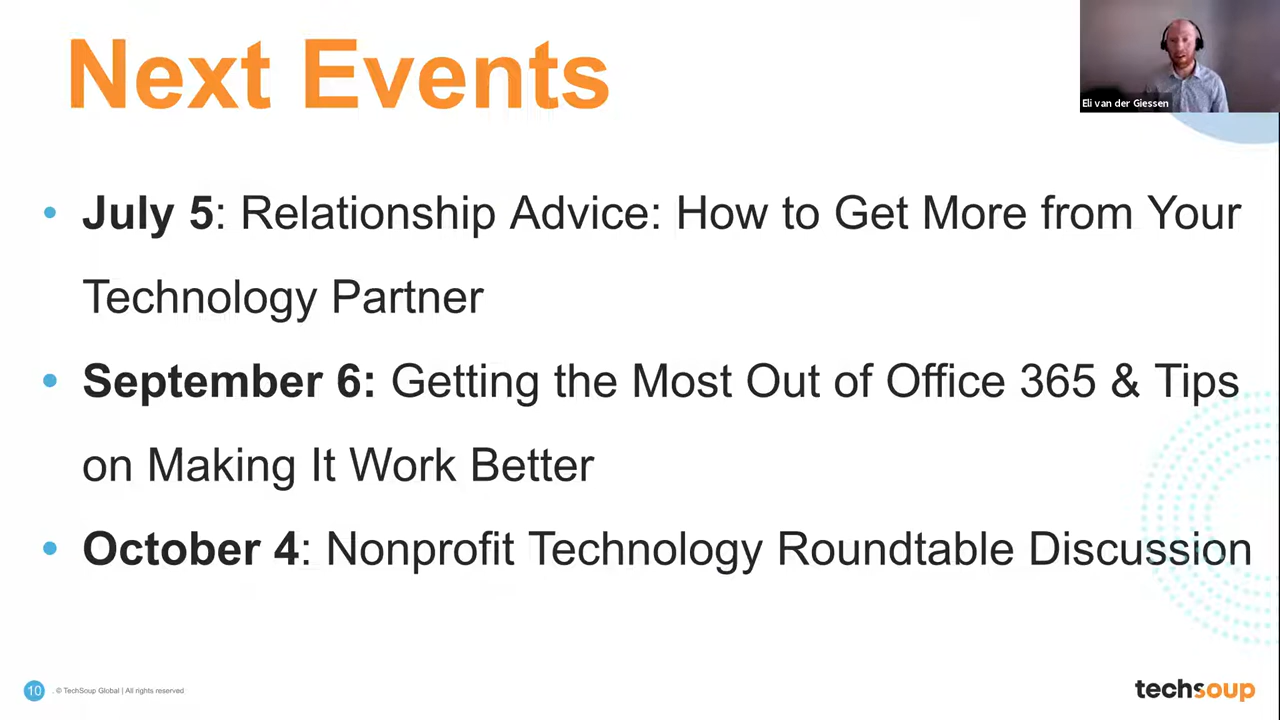 Next Events
Eli van der Giessen
• July 5: Relationship Advice: How to Get More from Your
Technology Partner
• September 6: Getting the Most Out of Office 365 & Tips
on Making It Work Better
• October 4: Nonprofit Technology Roundtable Discussion
10 . © TechSoup Global | All rights reserved
techsoup